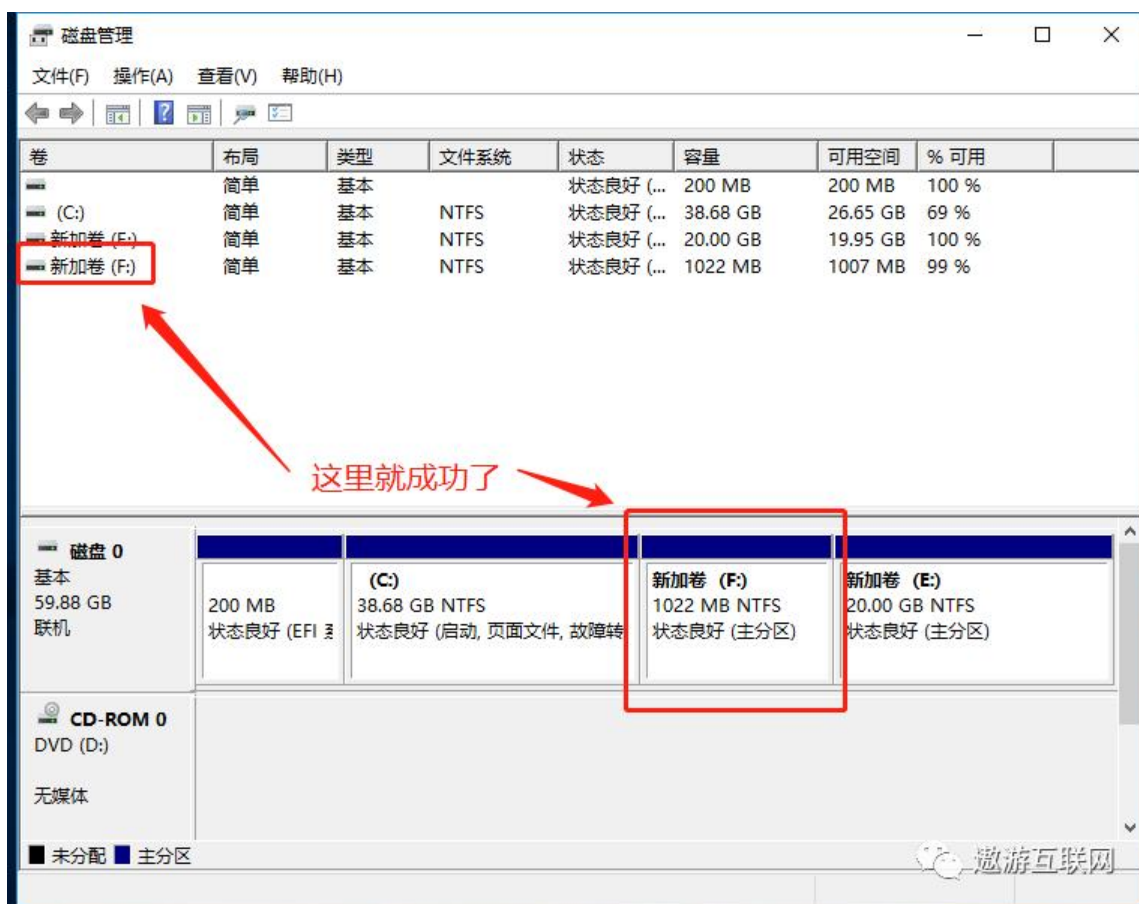 磁盘管理
文件(F) 操作(A) 查看(V) 帮助(H)
卷 布局 类型 文件系统 状态 容量 可用空间 % 可用
简单 基本 状态良好 (... 200 MB 200 MB 100 %
(C:) 简单 基本 NTFS 状态良好 (... 38.68 GB 26.65 GB 69 %
新加卷 (E:) 简单 基本 NTFS 状态良好 (... 20.00 GB 19.95 GB 100 %
新加卷 (F:) 简单 基本 NTFS 状态良好 (... 1022 MB 1007 MB 99 %
这里就成功了
磁盘 0
基本
59.88 GB
联机
200 MB
状态良好 (EFI
(C:)
38.68 GB NTFS
状态良好 (启动, 页面文件, 故障转
新加卷 (F:)
1022 MB NTFS
状态良好 (主分区)
新加卷 (E:)
20.00 GB NTFS
状态良好 (主分区)
CD-ROM 0
DVD (D:)
无媒体
未分配 主分区
遨游互联网